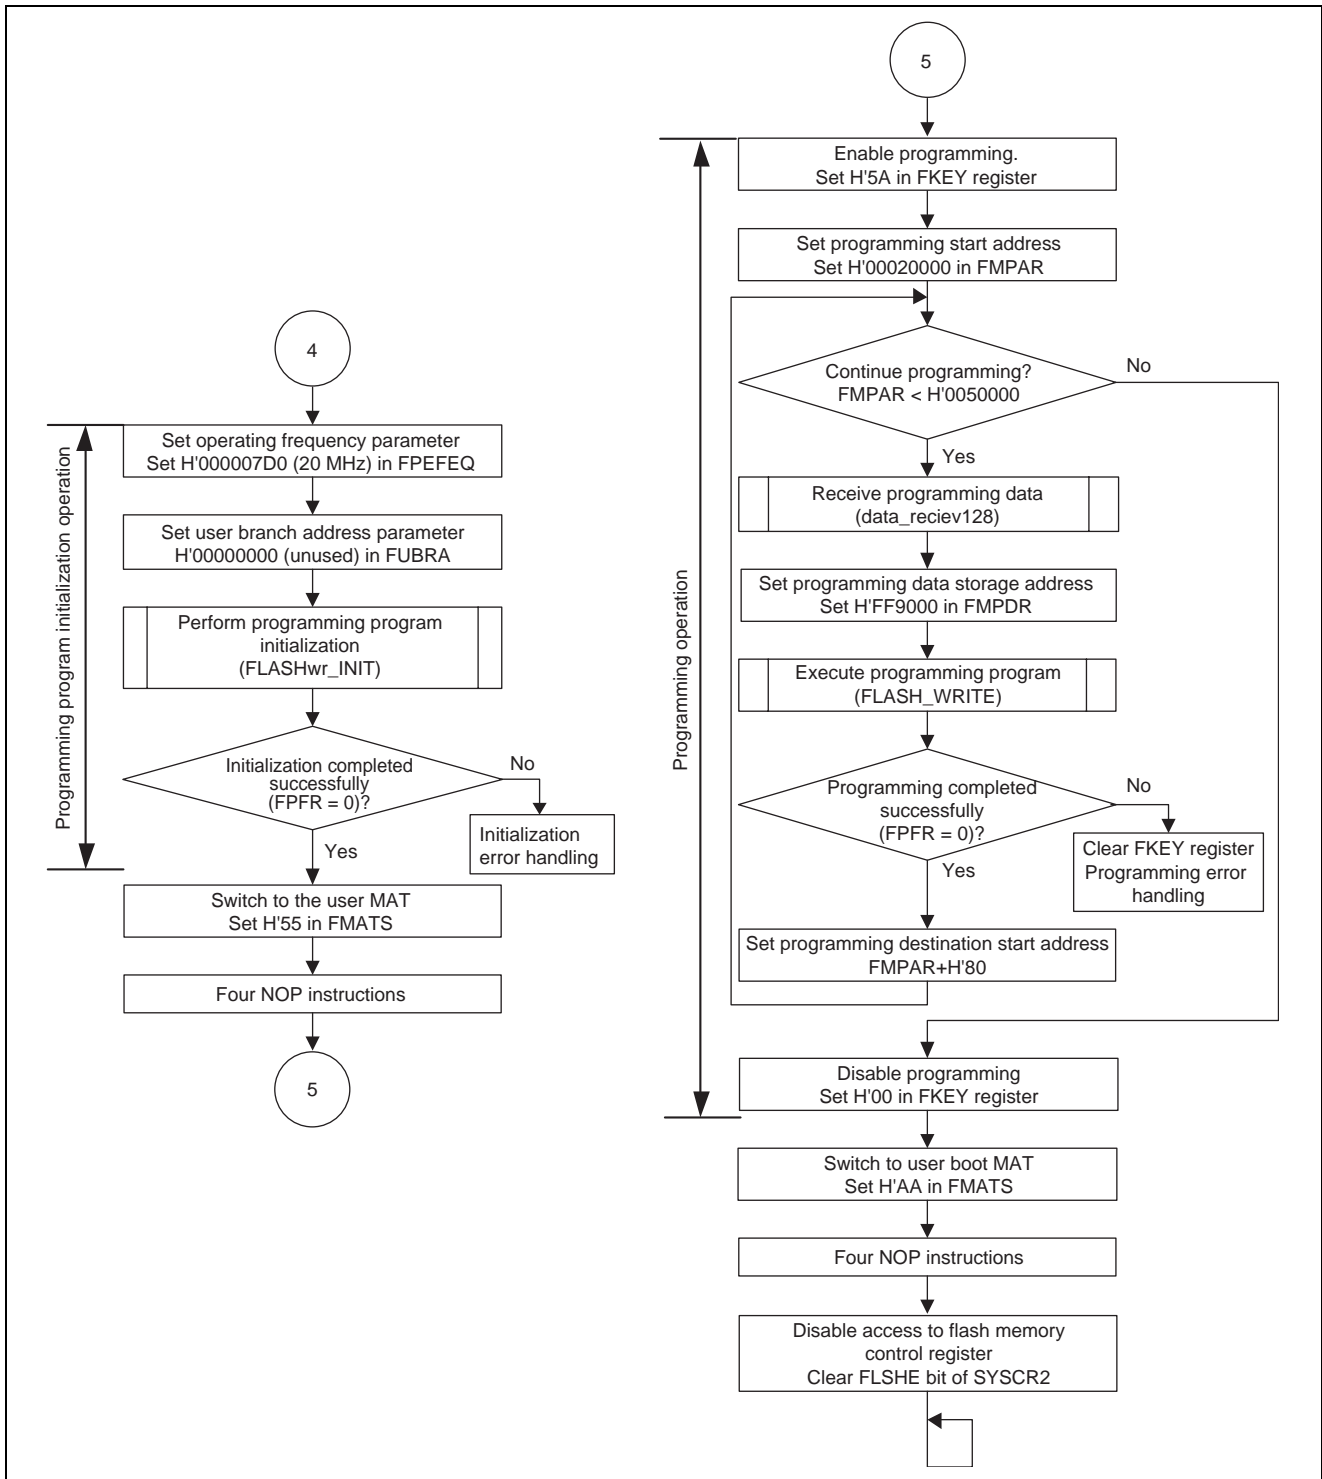 4
Set operating frequency parameter
Set H'000007D0 (20 MHz) in FPEFEQ
Set user branch address parameter
H'00000000 (unused) in FUBRA
Perform programming program
initialization
(FLASHwr_INIT)
Initialization completed
successfully
(FPFR = 0)?
No
Initialization
error handling
Yes
Switch to the user MAT
Set H'55 in FMATS
Four NOP instructions
5
Programming program initialization operation
5
Enable programming.
Set H'5A in FKEY register
Set programming start address
Set H'00020000 in FMPAR
Continue programming?
FMPAR < H'0050000
No
Yes
Receive programming data
(data_reciev128)
Set programming data storage address
Set H'FF9000 in FMPDR
Execute programming program
(FLASH_WRITE)
Programming completed
successfully
(FPFR = 0)?
No
Clear FKEY register
Programming error
handling
Yes
Set programming destination start address
FMPAR+H'80
Disable programming
Set H'00 in FKEY register
Programming operation
Switch to user boot MAT
Set H'AA in FMATS
Four NOP instructions
Disable access to flash memory
control register
Clear FLSHE bit of SYSCR2